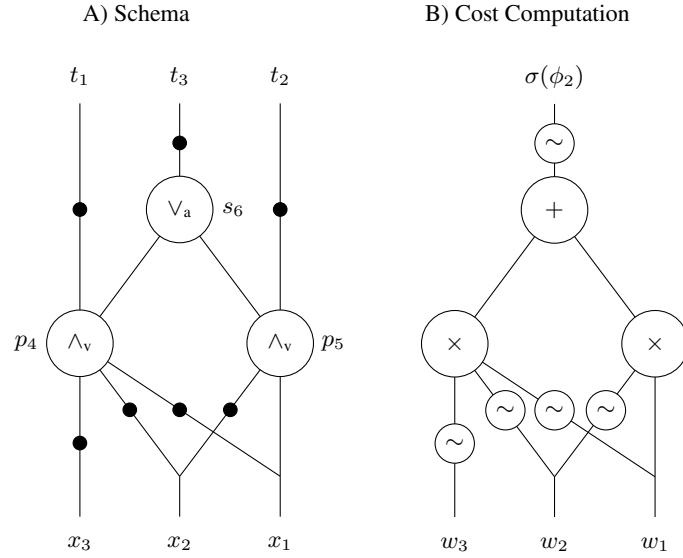 A) Schema
B) Cost Computation
t₁ t₃ t₂
σ(ϕ₂)
~
∨ₐ s₆
+
p₄ ∧ᵥ ∧ᵥ p₅
× ×
~ ~ ~
~
x₃ x₂ x₁
w₃ w₂ w₁